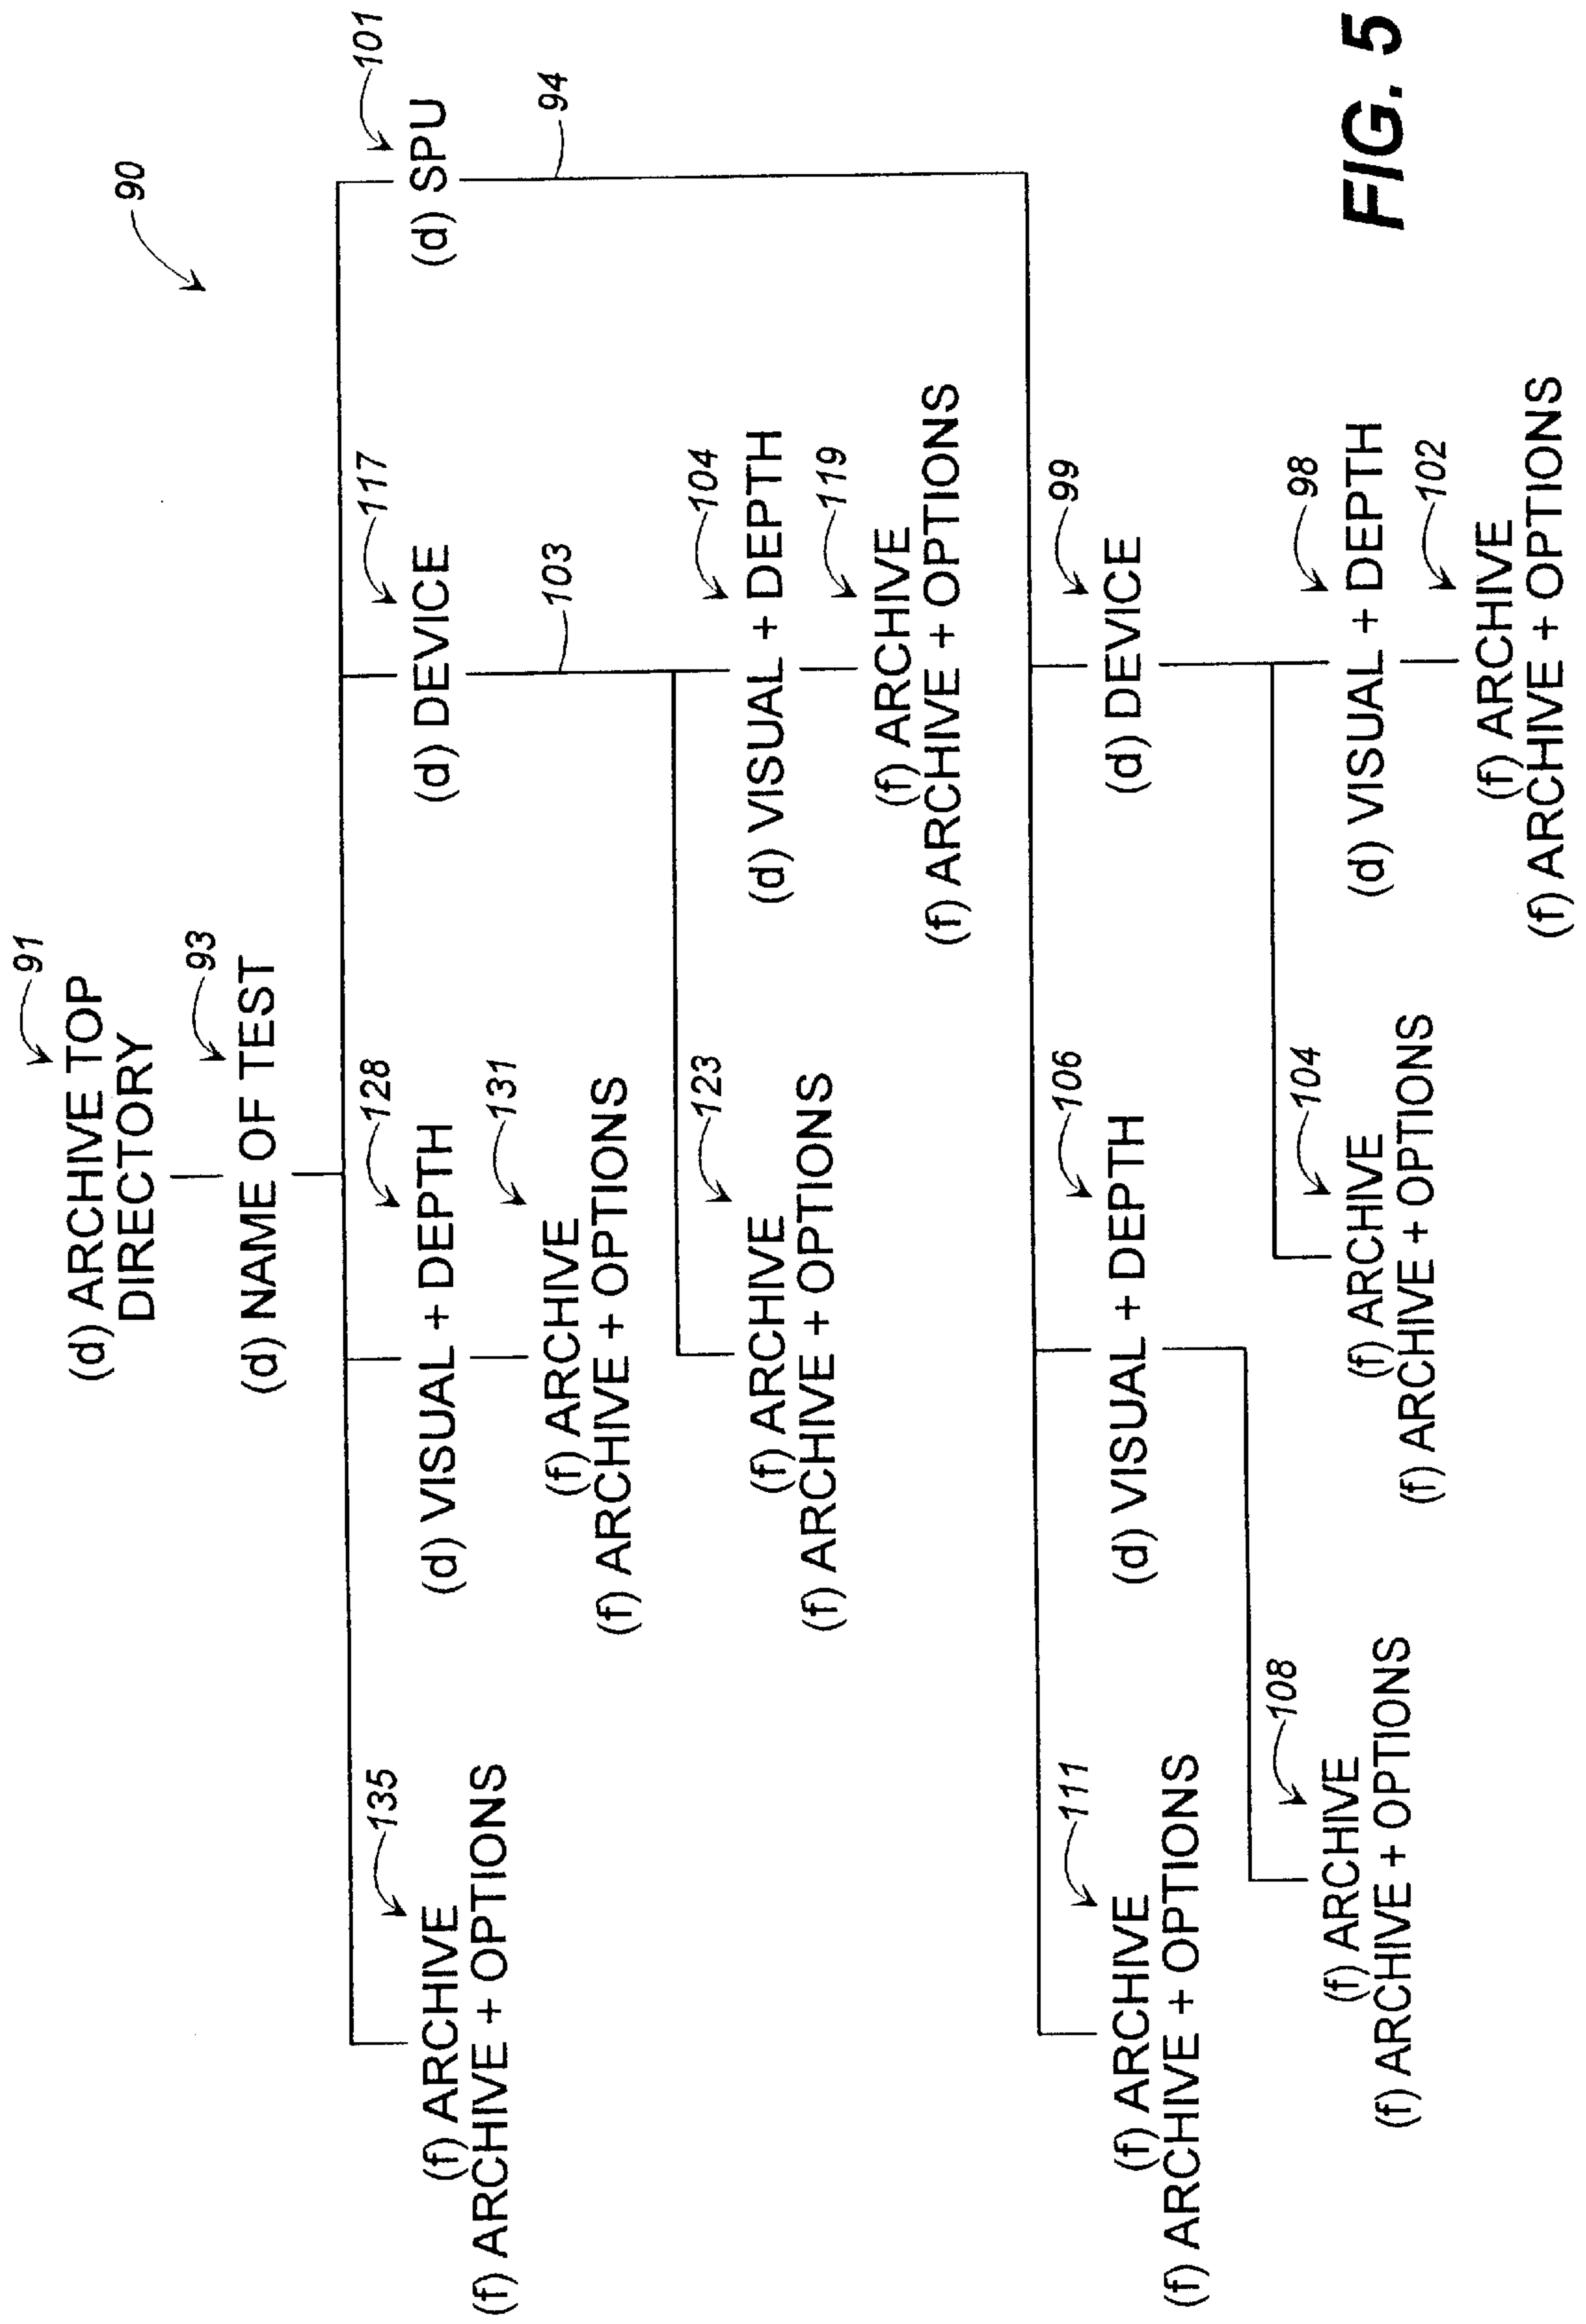 90
91
(d) ARCHIVE TOP
DIRECTORY
93
(d) NAME OF TEST
135
(f) ARCHIVE
(f) ARCHIVE + OPTIONS
128
(d) VISUAL + DEPTH
131
(f) ARCHIVE
(f) ARCHIVE + OPTIONS
117
(d) DEVICE
103
123
(f) ARCHIVE
(f) ARCHIVE + OPTIONS
104
(d) VISUAL + DEPTH
119
(f) ARCHIVE
(f) ARCHIVE + OPTIONS
101
(d) SPU
94
111
(f) ARCHIVE
(f) ARCHIVE + OPTIONS
106
(d) VISUAL + DEPTH
108
(f) ARCHIVE
(f) ARCHIVE + OPTIONS
99
(d) DEVICE
104
(f) ARCHIVE
(f) ARCHIVE + OPTIONS
98
(d) VISUAL + DEPTH
102
(f) ARCHIVE
(f) ARCHIVE + OPTIONS
FIG. 5